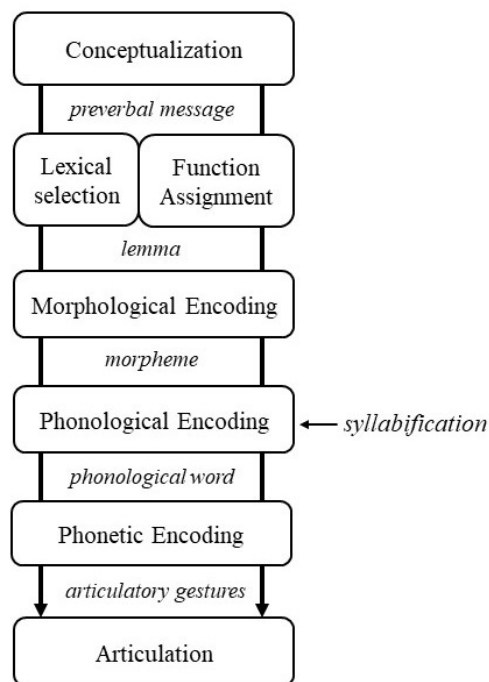 Conceptualization
preverbal message
Lexical
selection
Function
Assignment
lemma
Morphological Encoding
morpheme
Phonological Encoding
syllabification
phonological word
Phonetic Encoding
articulatory gestures
Articulation